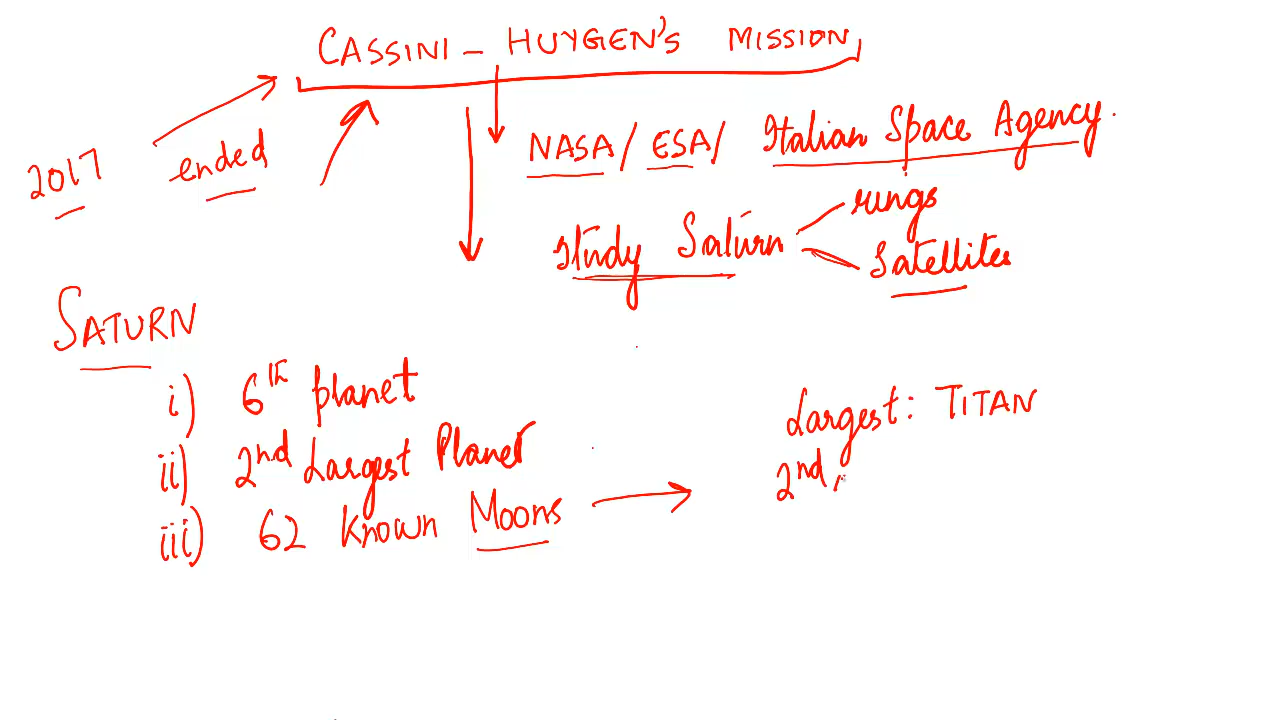 CASSINI - HUYGEN'S MISSION,
2017 ended
NASA / ESA / Italian Space Agency.
Study Saturn
rings
Satellites
SATURN
i) 6th planet
ii) 2nd Largest Planet
iii) 62 Known Moons
Largest: TITAN
2nd